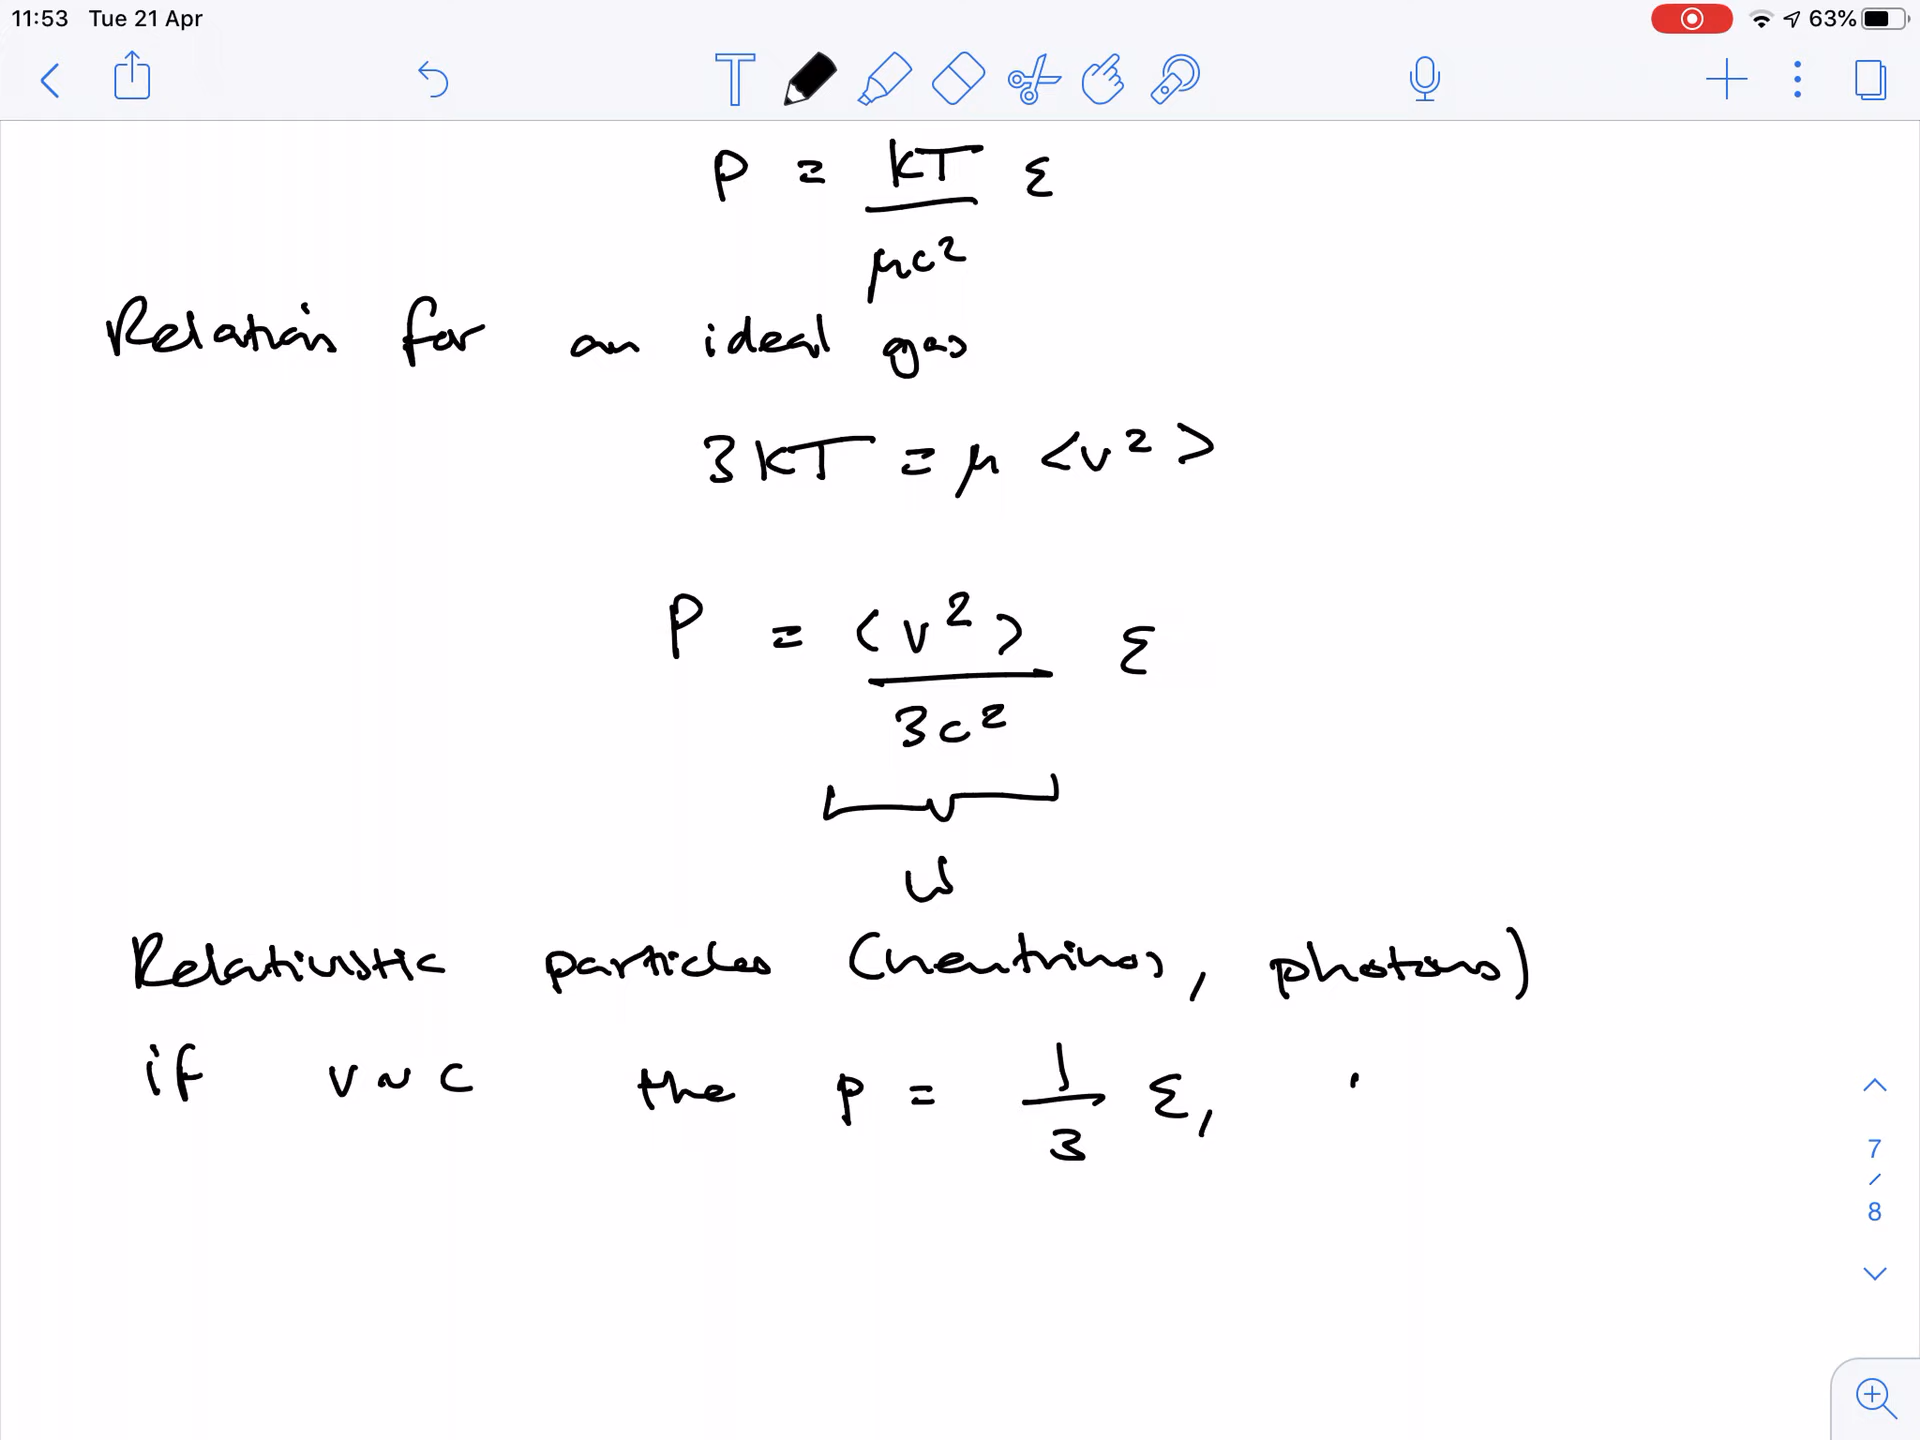 11:53 Tue 21 Apr 63%
T
P = kT / μc² ε
Relation for an ideal gas
3kT = μ <v²>
P = <v²> / 3c² ε
w
Relativistic particles (neutrinos, photons)
if v ~ c the P = 1/3 ε,
7
/
8